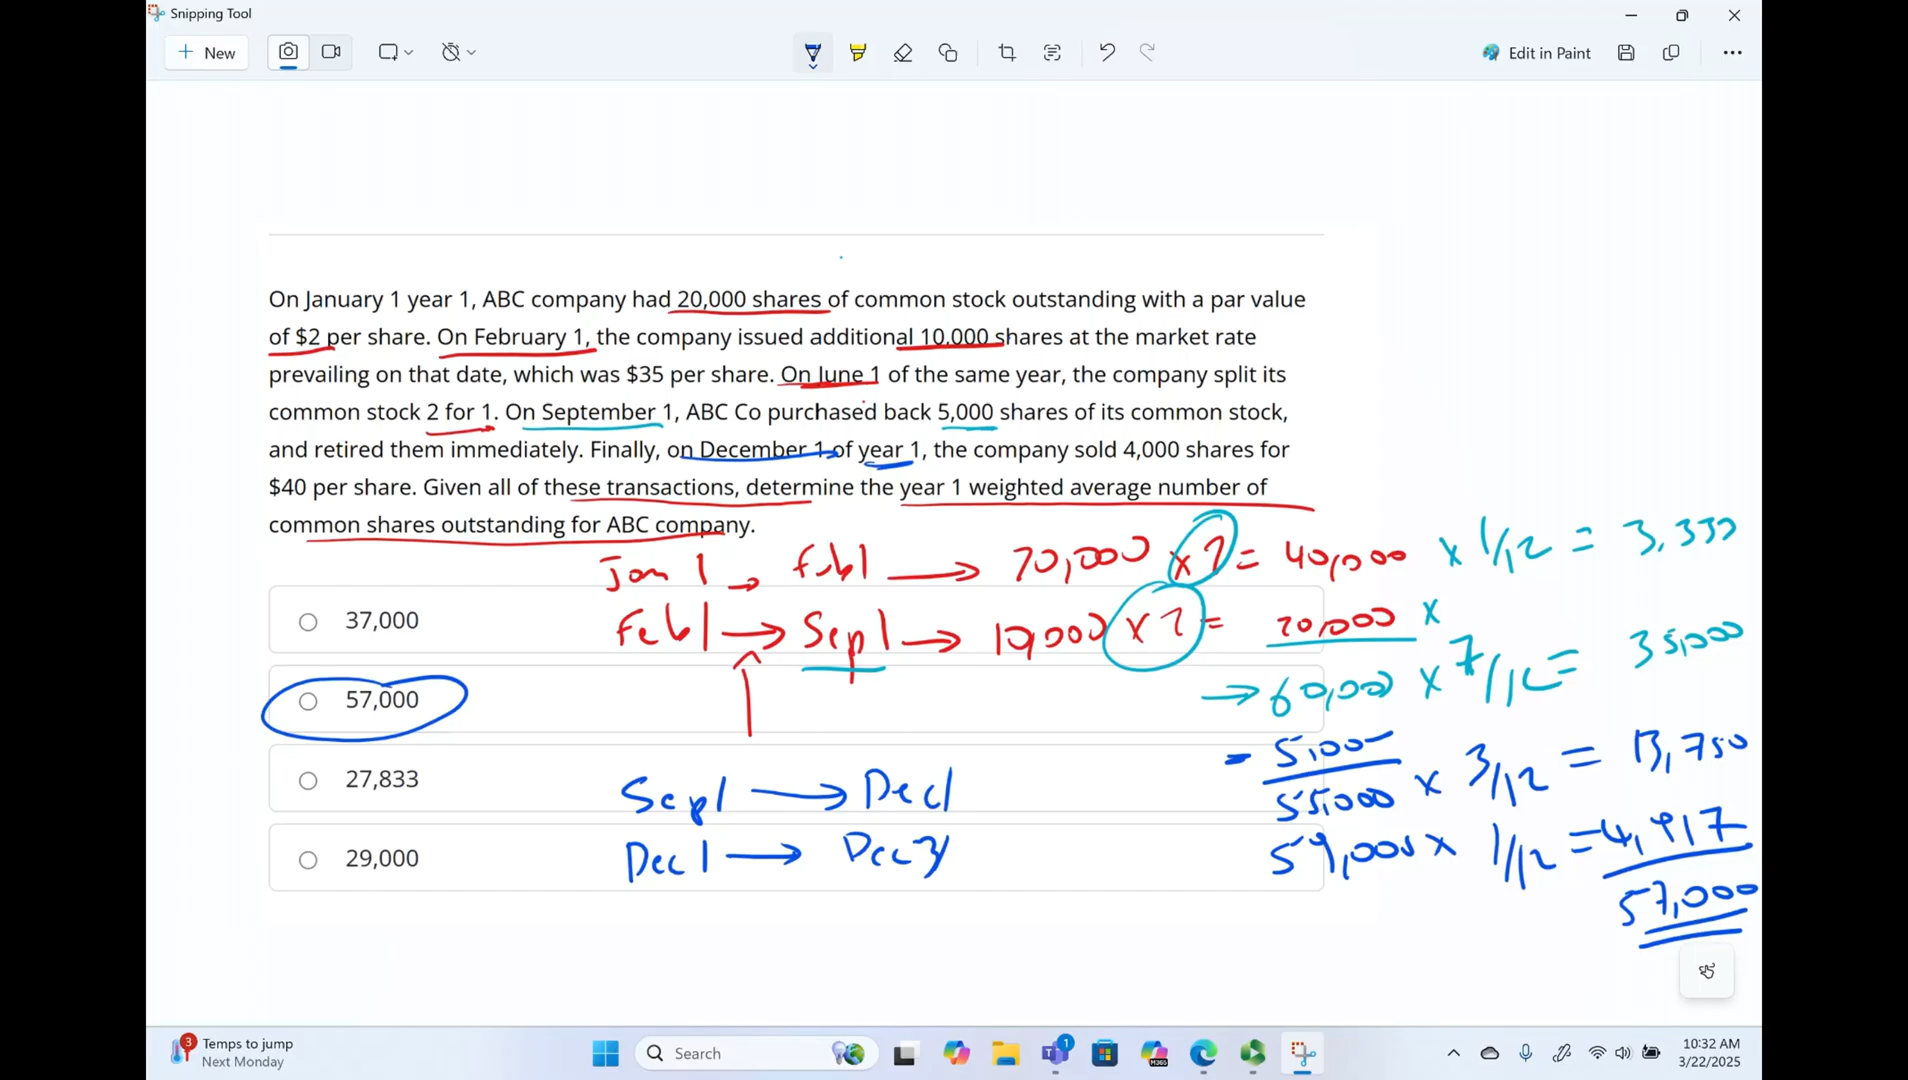 Snipping Tool
New
Edit in Paint
On January 1 year 1, ABC company had 20,000 shares of common stock outstanding with a par value
of $2 per share. On February 1, the company issued additional 10,000 shares at the market rate
prevailing on that date, which was $35 per share. On June 1 of the same year, the company split its
common stock 2 for 1. On September 1, ABC Co purchased back 5,000 shares of its common stock,
and retired them immediately. Finally, on December 1 of year 1, the company sold 4,000 shares for
$40 per share. Given all of these transactions, determine the year 1 weighted average number of
common shares outstanding for ABC company.
Jan 1 → Feb 1 → 20,000 x 2 = 40,000 x 1/12 = 3,333
37,000
Feb 1 → Sep 1 → 10,000 x 2 = 20,000 x
→ 60,000 x 7/12 = 35,000
57,000
- 5,000
27,833
Sep 1 → Dec 1 55,000 x 3/12 = 13,750
29,000
Dec 1 → Dec 31 59,000 x 1/12 = 4,917
57,000
3
Temps to jump
Next Monday
Search
1
M365
10:32 AM
3/22/2025